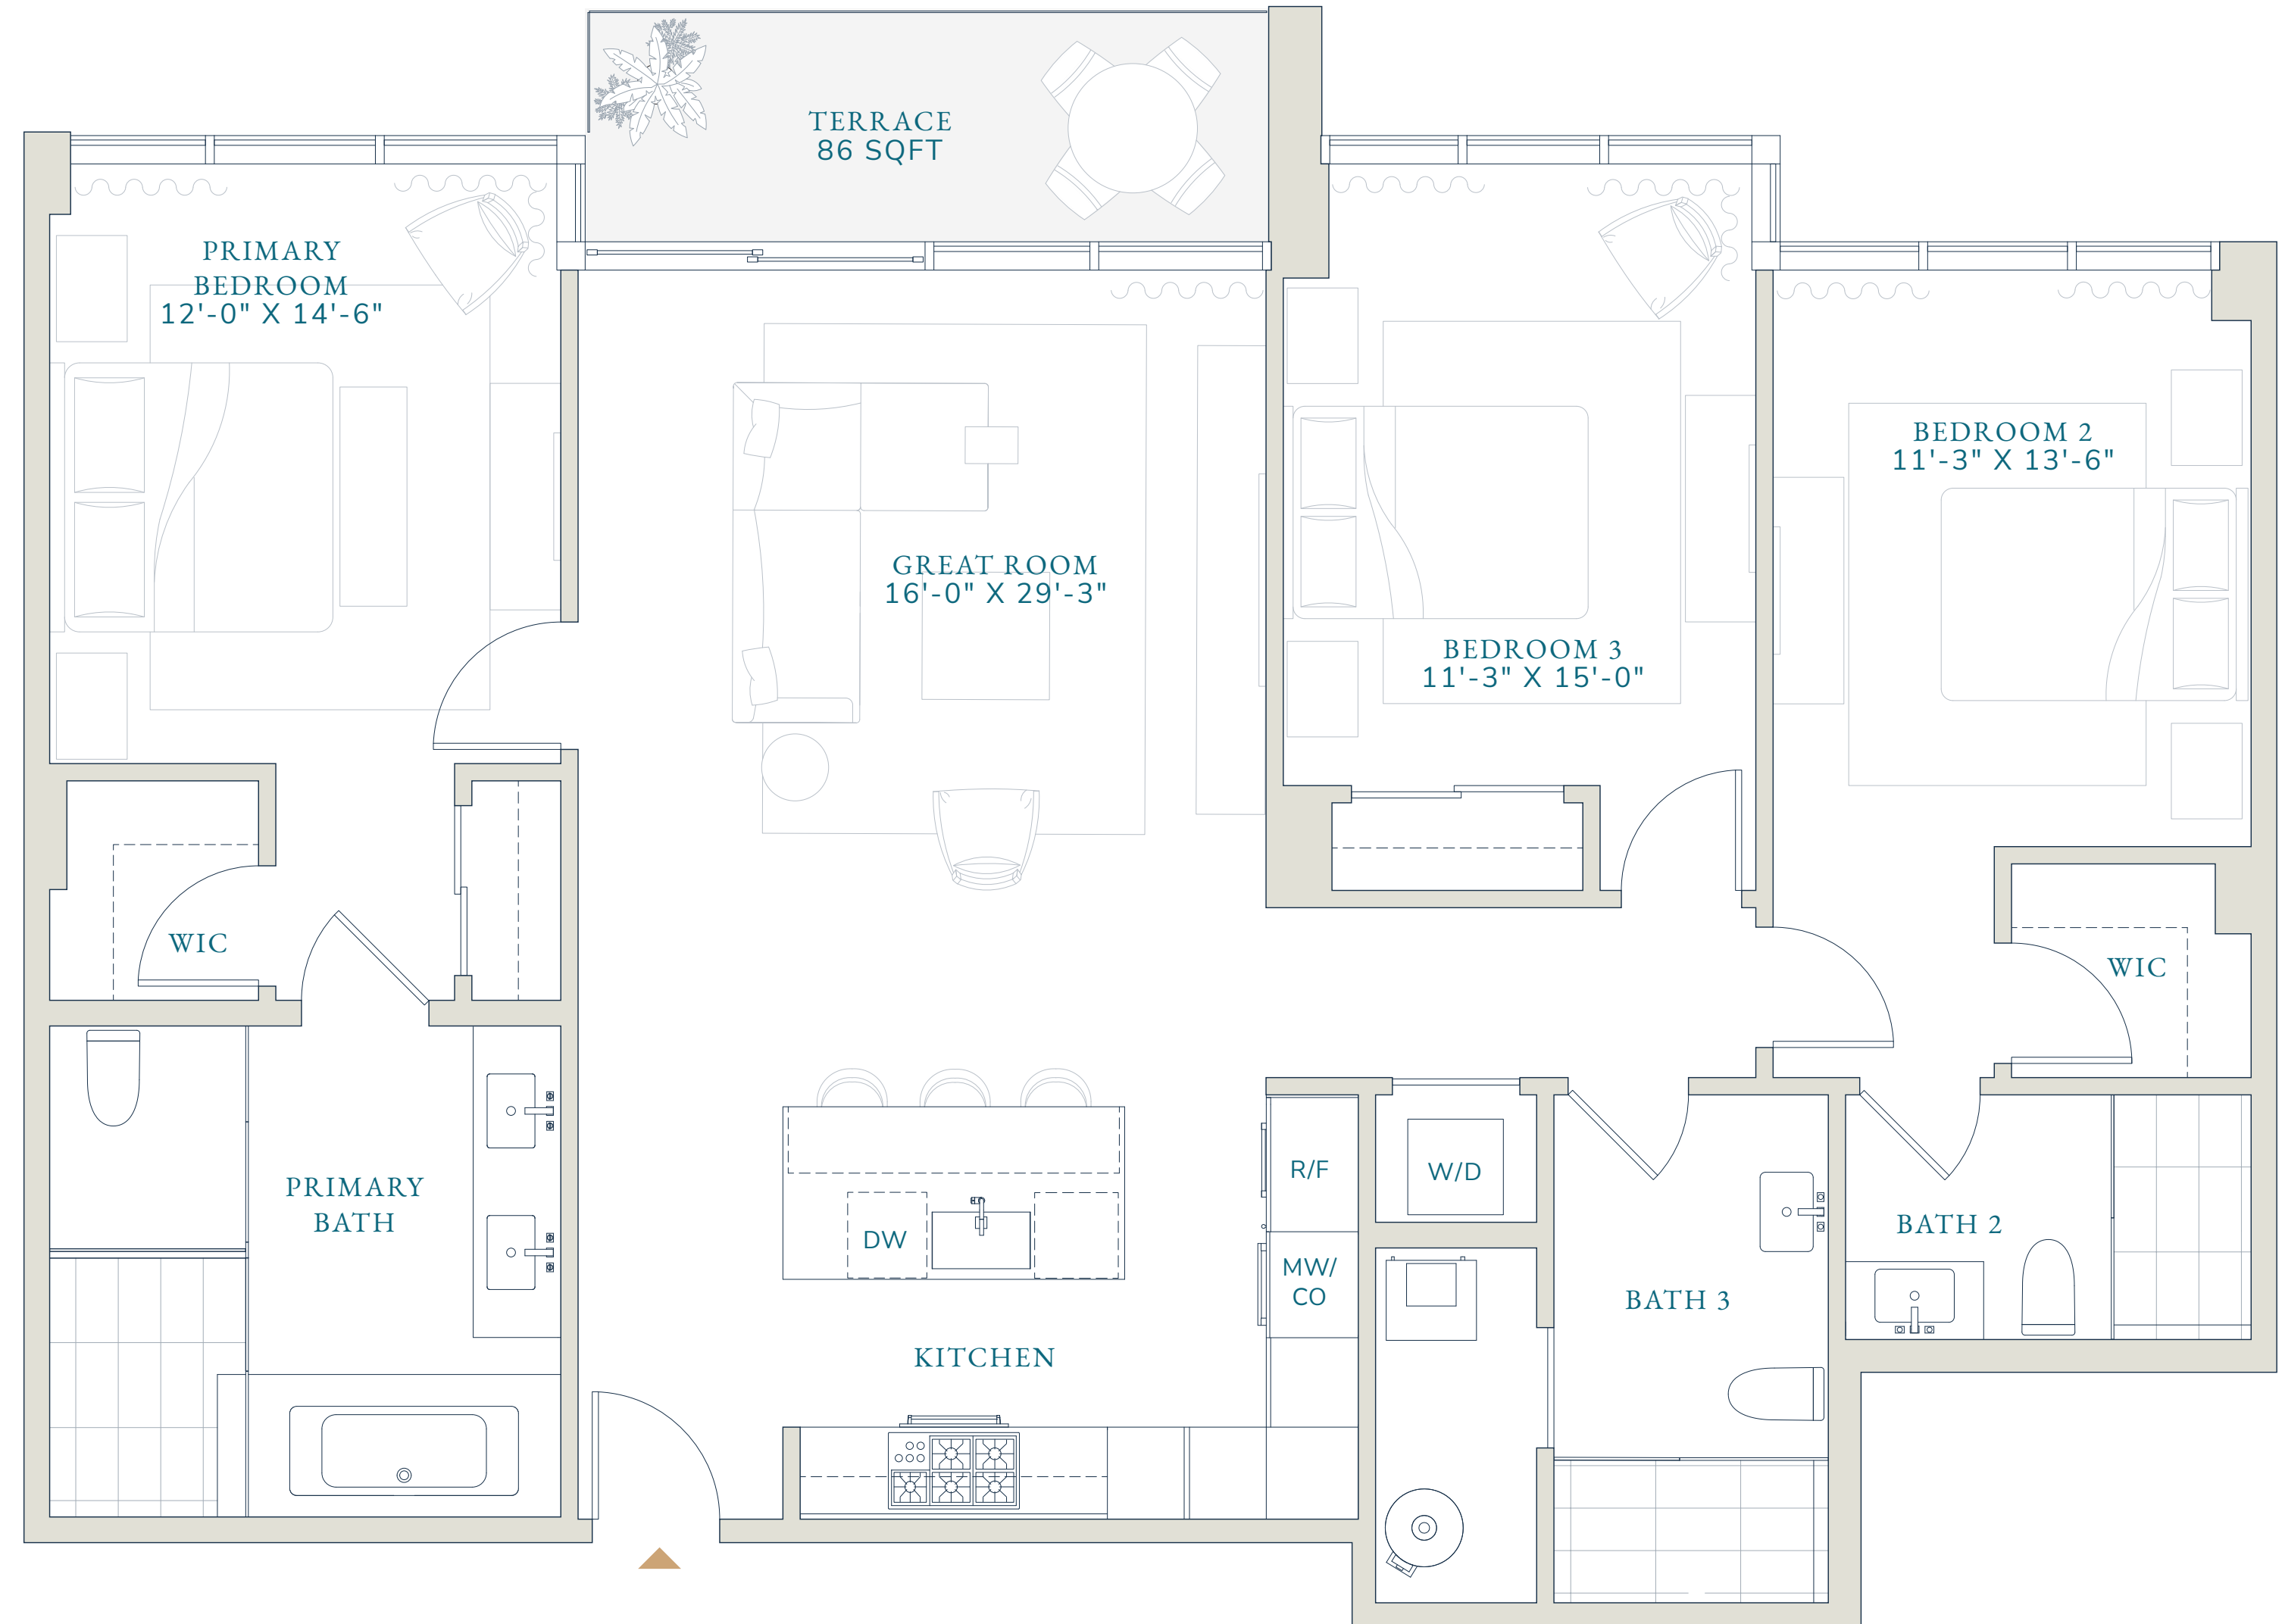 TERRACE
86 SQFT
PRIMARY
BEDROOM
12'-0" X 14'-6"
GREAT ROOM
16'-0" X 29'-3"
BEDROOM 3
11'-3" X 15'-0"
BEDROOM 2
11'-3" X 13'-6"
WIC
WIC
PRIMARY
BATH
DW
KITCHEN
R/F
MW/
CO
W/D
BATH 3
BATH 2